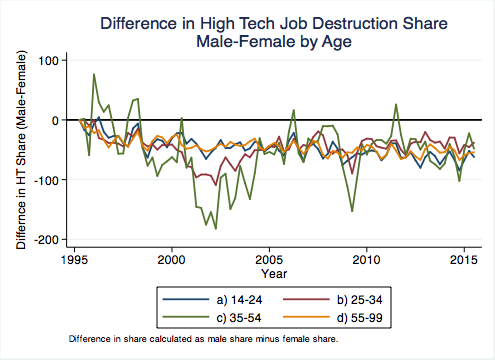 Difference in High Tech Job Destruction Share
Male-Female by Age
Differnce in HT Share (Male-Female)
100
0
-100
-200
1995
2000
2005
2010
2015
Year
a) 14-24
b) 25-34
c) 35-54
d) 55-99
Difference in share calculated as male share minus female share.